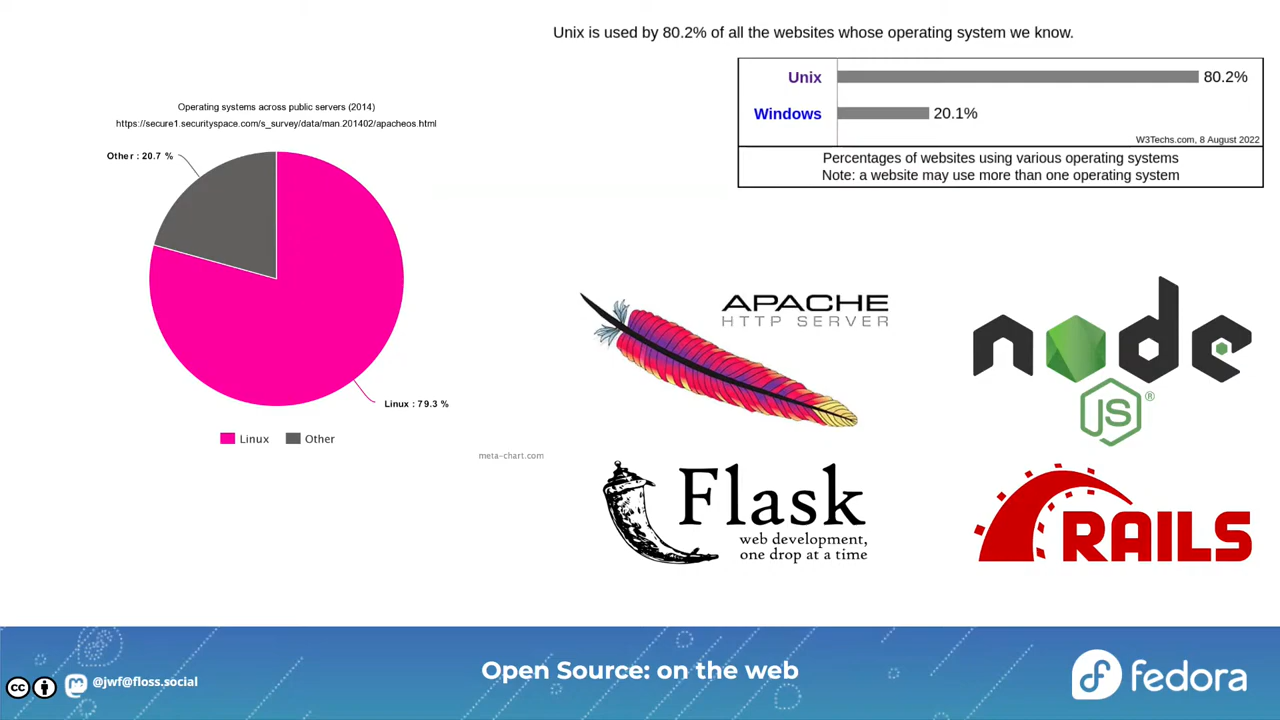 Unix is used by 80.2% of all the websites whose operating system we know.
Unix
80.2%
Windows
20.1%
W3Techs.com, 8 August 2022
Percentages of websites using various operating systems
Note: a website may use more than one operating system
Operating systems across public servers (2014)
https://secure1.securityspace.com/s_survey/data/man.201402/apacheos.html
Other : 20.7 %
Linux : 79.3 %
Linux
Other
meta-chart.com
APACHE
HTTP SERVER
node
JS®
Flask
web development,
one drop at a time
RAILS
Open Source: on the web
cc
@jwf@floss.social
fedora